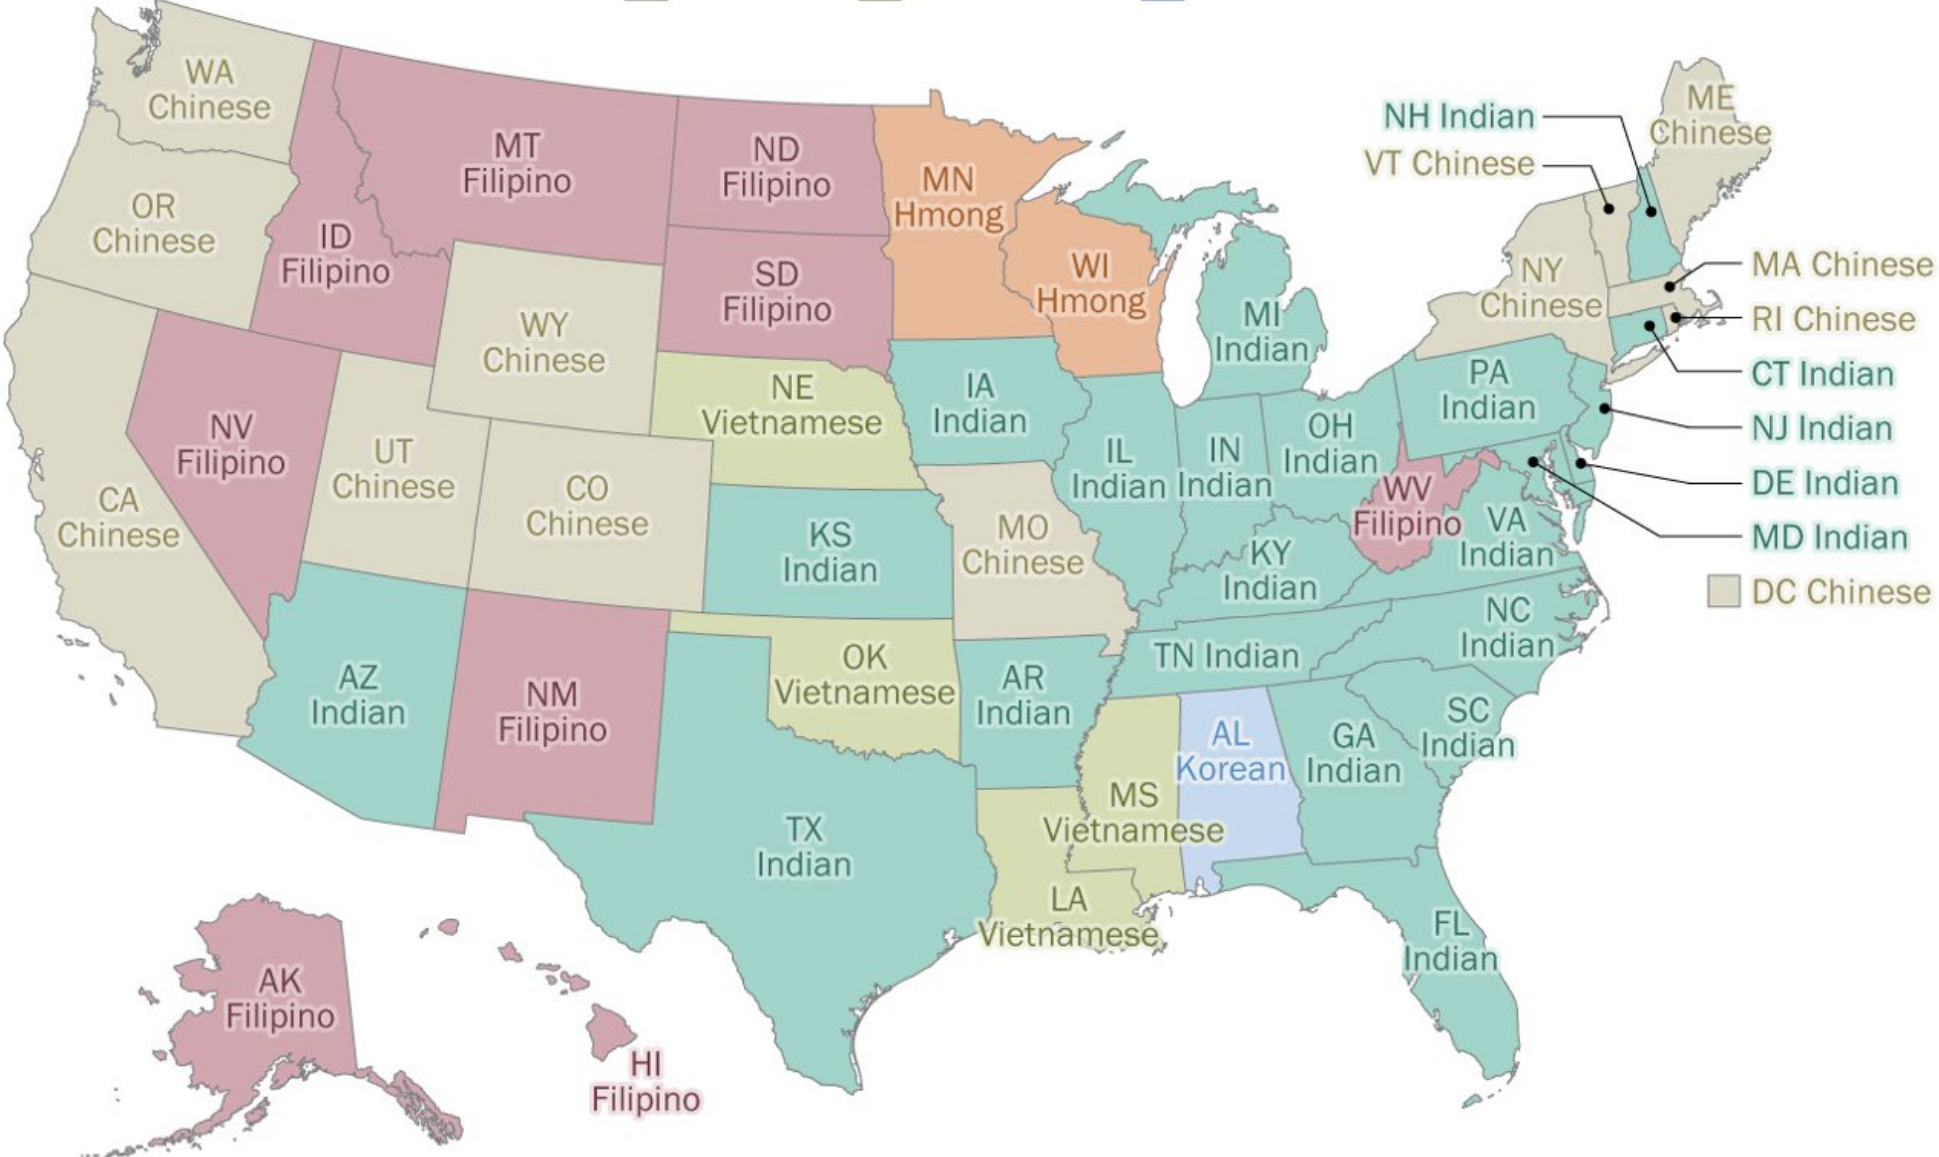 WA
Chinese
OR
Chinese
CA
Chinese
ID
Filipino
NV
Filipino
MT
Filipino
WY
Chinese
UT
Chinese
CO
Chinese
AZ
Indian
NM
Filipino
ND
Filipino
SD
Filipino
NE
Vietnamese
KS
Indian
OK
Vietnamese
TX
Indian
MN
Hmong
WI
Hmong
IA
Indian
MO
Chinese
AR
Indian
LA
Vietnamese
MS
Vietnamese
AL
Korean
MI
Indian
IL
Indian
IN
Indian
OH
Indian
KY
Indian
TN Indian
GA
Indian
FL
Indian
SC
Indian
NC
Indian
VA
Indian
WV
Filipino
PA
Indian
NY
Chinese
ME
Chinese
NH Indian
VT Chinese
MA Chinese
RI Chinese
CT Indian
NJ Indian
DE Indian
MD Indian
DC Chinese
AK
Filipino
HI
Filipino